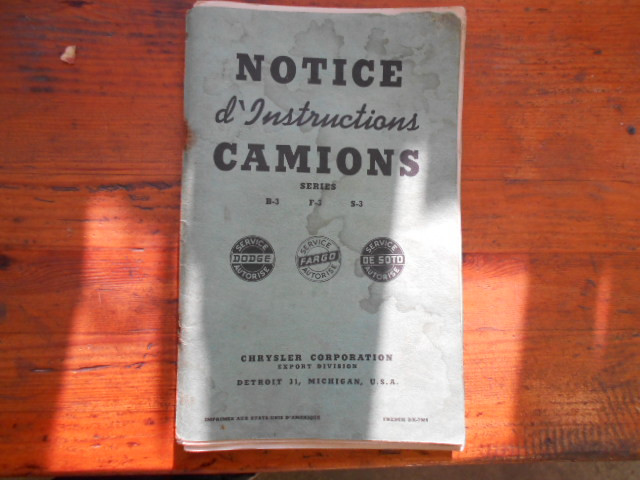 NOTICE
d'Instructions
CAMIONS
SERIES
B-3 F-3 S-3
SERVICE
DODGE
AUTORISE
SERVICE
FARGO
AUTORISE
SERVICE
DE SOTO
AUTORISE
CHRYSLER CORPORATION
EXPORT DIVISION
DETROIT 31, MICHIGAN, U.S.A.